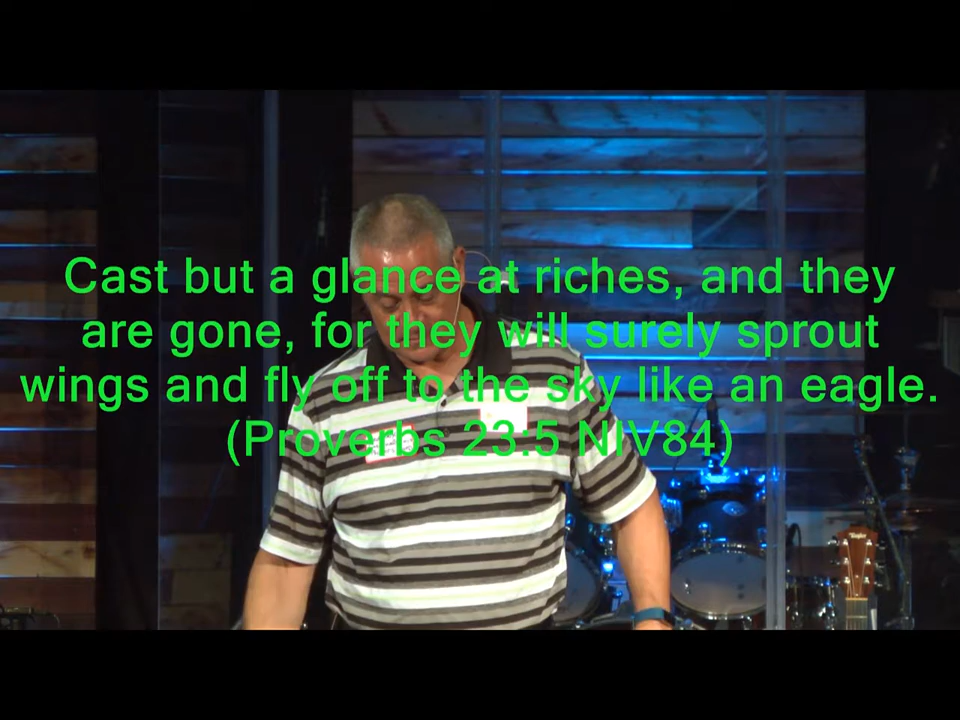 Cast but a glance at riches, and they
are gone, for they will surely sprout
wings and fly off to the sky like an eagle.
(Proverbs 23:5 NIV84)
Taylor